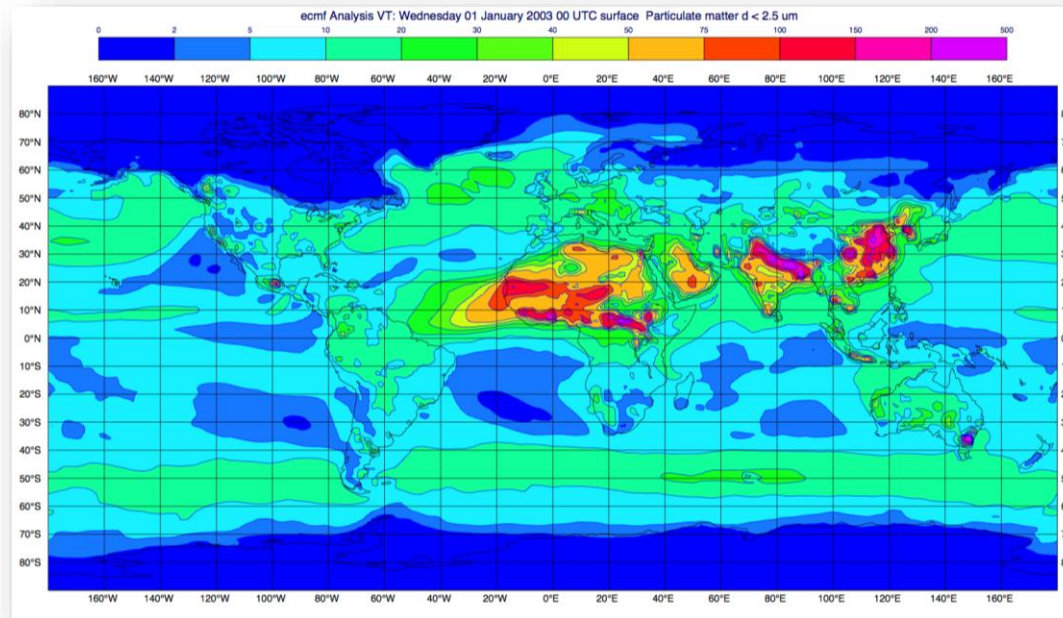 ecmf Analysis VT: Wednesday 01 January 2003 00 UTC surface Particulate matter d < 2.5 um
0 2 5 10 20 30 40 50 75 100 150 200 500
160°W 140°W 120°W 100°W 80°W 60°W 40°W 20°W 0°E 20°E 40°E 60°E 80°E 100°E 120°E 140°E 160°E
80°N
70°N
60°N
50°N
40°N
30°N
20°N
10°N
0°N
10°S
20°S
30°S
40°S
50°S
60°S
70°S
80°S
160°W 140°W 120°W 100°W 80°W 60°W 40°W 20°W 0°E 20°E 40°E 60°E 80°E 100°E 120°E 140°E 160°E